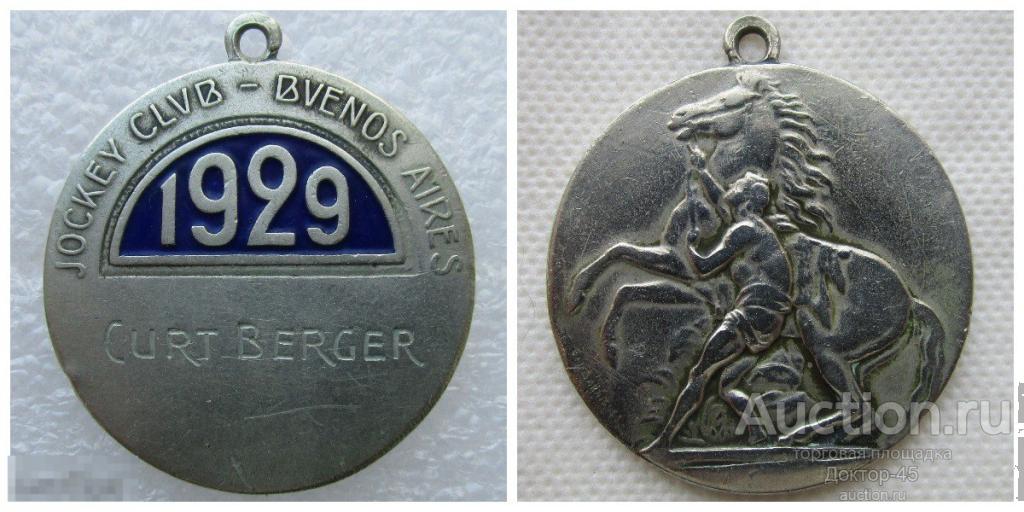 JOCKEY CLVB - BVENOS AIRES
1929
CURT BERGER
Auction.ru
торговая площадка
Доктор-45
auction.ru